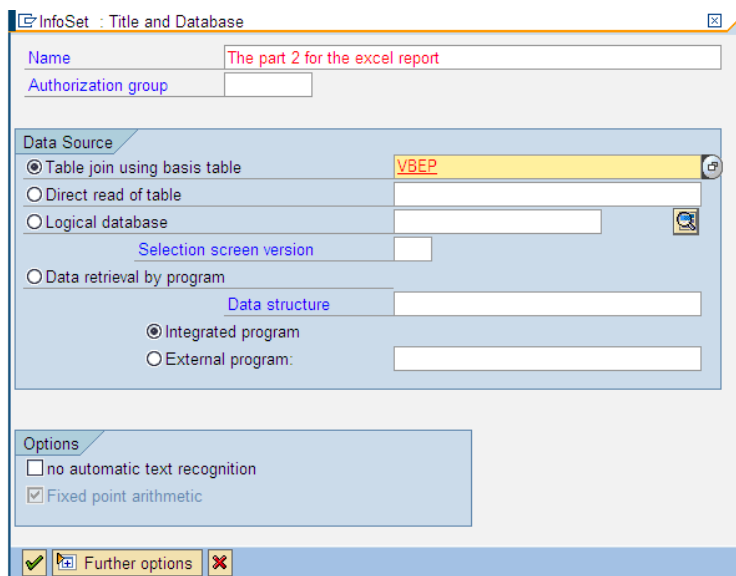 InfoSet : Title and Database
Name The part 2 for the excel report
Authorization group
Data Source
Table join using basis table VBEP
Direct read of table
Logical database
Selection screen version
Data retrieval by program
Data structure
Integrated program
External program:
Options
no automatic text recognition
Fixed point arithmetic
Further options